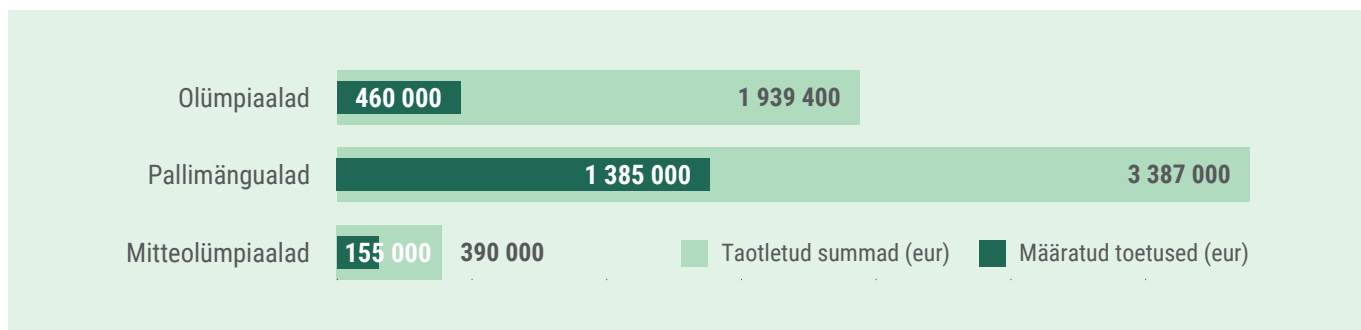 Olümpiaalad 460 000 1 939 400
Pallimängualad 1 385 000 3 387 000
Mitteolümpiaalad 155 000 390 000 Taotletud summad (eur) Määratud toetused (eur)